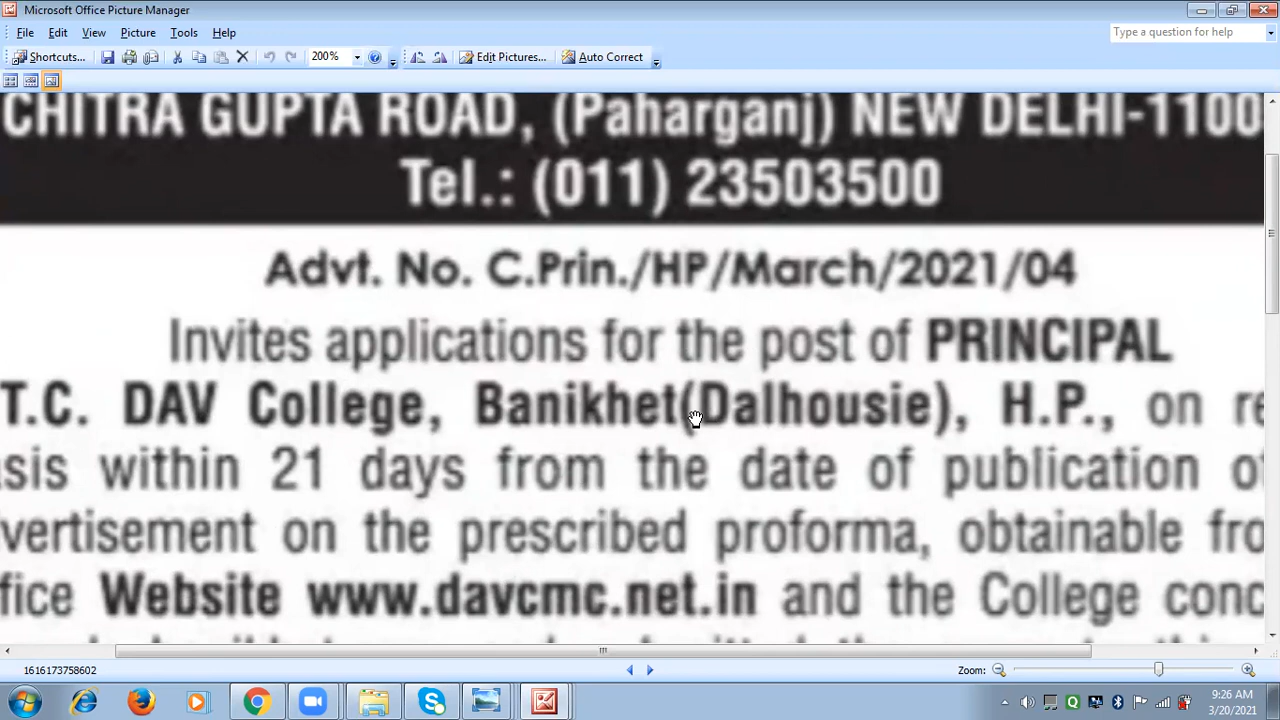 Microsoft Office Picture Manager
File Edit View Picture Tools Help
Type a question for help
Shortcuts... 200% Edit Pictures... Auto Correct
CHITRA GUPTA ROAD, (Paharganj) NEW DELHI-1100
Tel.: (011) 23503500
Advt. No. C.Prin./HP/March/2021/04
Invites applications for the post of PRINCIPAL
T.C. DAV College, Banikhet(Dalhousie), H.P., on re
asis within 21 days from the date of publication o
vertisement on the prescribed proforma, obtainable fro
ffice Website www.davcmc.net.in and the College conc
1616173758602 Zoom:
9:26 AM
3/20/2021